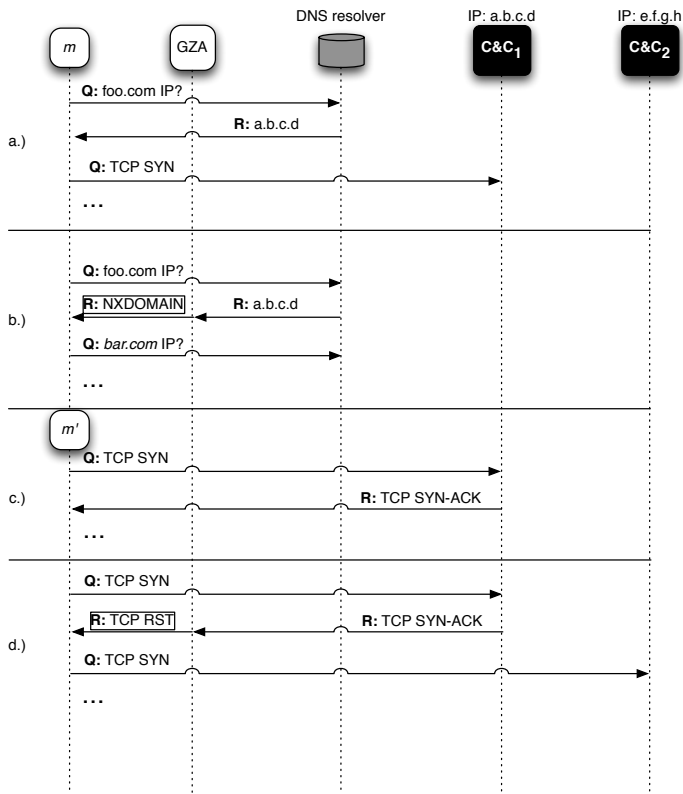 DNS resolver
IP: a.b.c.d
IP: e.f.g.h
m
GZA
C&C1
C&C2
Q: foo.com IP?
R: a.b.c.d
a.)
Q: TCP SYN
...
Q: foo.com IP?
R: NXDOMAIN
R: a.b.c.d
b.)
Q: bar.com IP?
...
m'
Q: TCP SYN
c.)
R: TCP SYN-ACK
...
Q: TCP SYN
R: TCP RST
R: TCP SYN-ACK
d.)
Q: TCP SYN
...